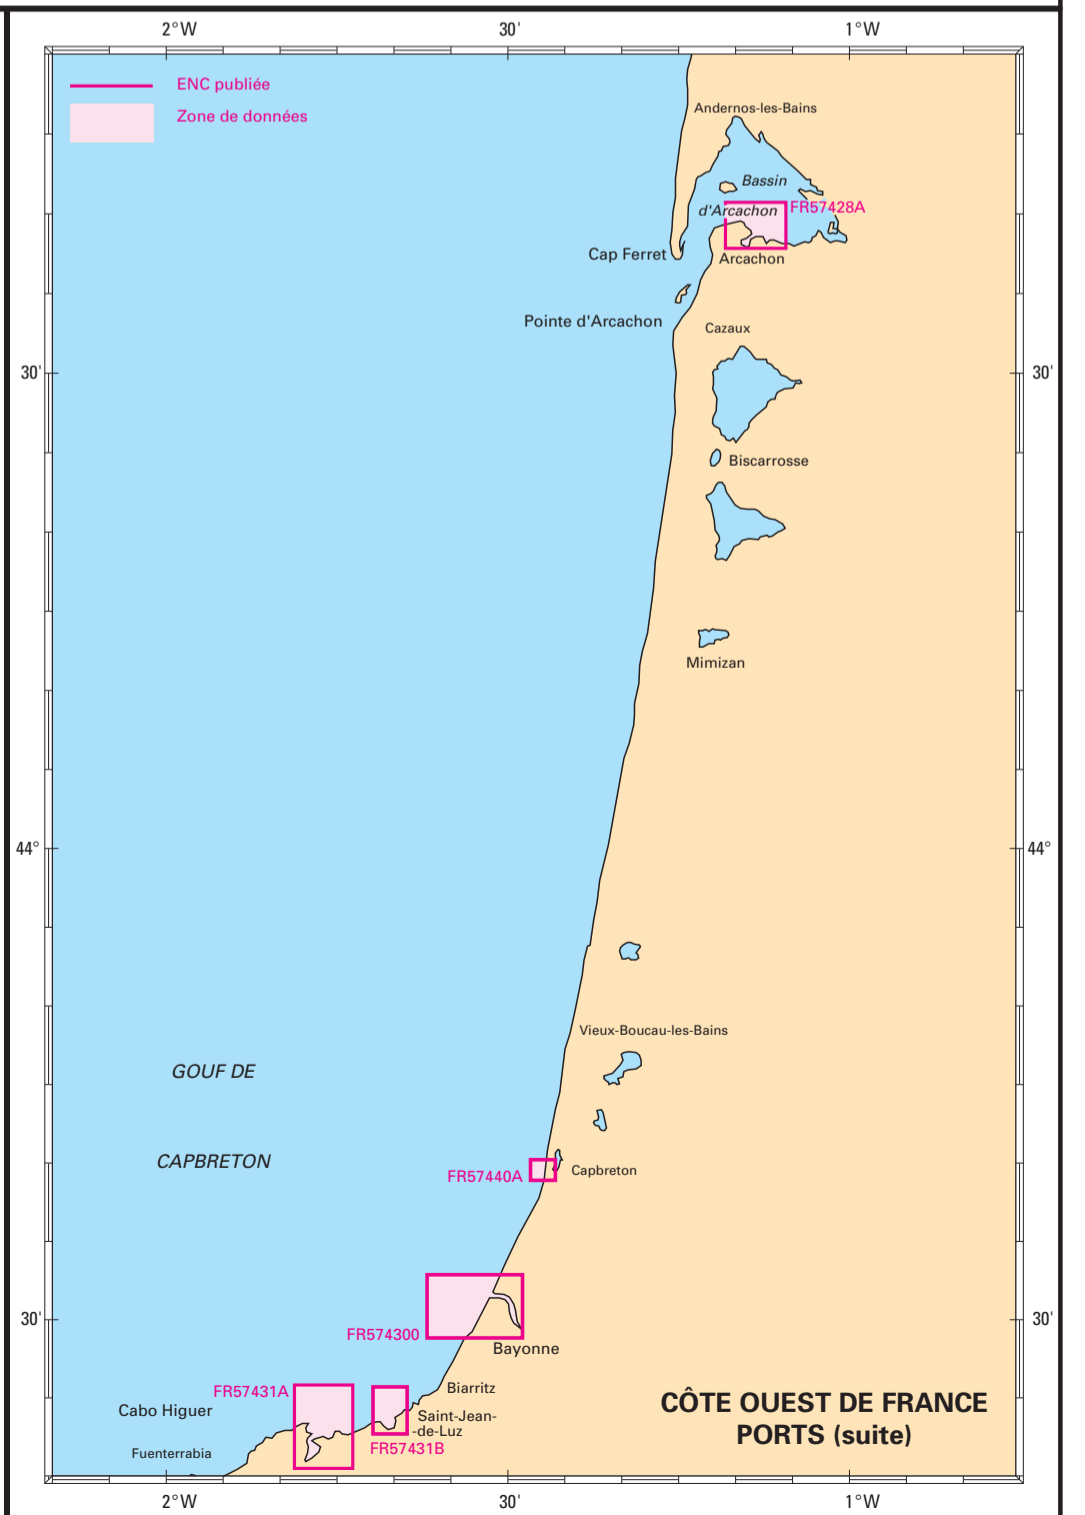 2°W
30'
1°W
ENC publiée
Zone de données
Andernos-les-Bains
Bassin
d'Arcachon
FR57428A
Cap Ferret
Arcachon
Pointe d'Arcachon
Cazaux
30'
30'
Biscarrosse
Mimizan
44°
44°
Vieux-Boucau-les-Bains
GOUF DE
CAPBRETON
FR57440A
Capbreton
30'
30'
FR574300
Bayonne
FR57431A
Biarritz
Cabo Higuer
Saint-Jean-
-de-Luz
FR57431B
Fuenterrabia
CÔTE OUEST DE FRANCE
PORTS (suite)
2°W
30'
1°W